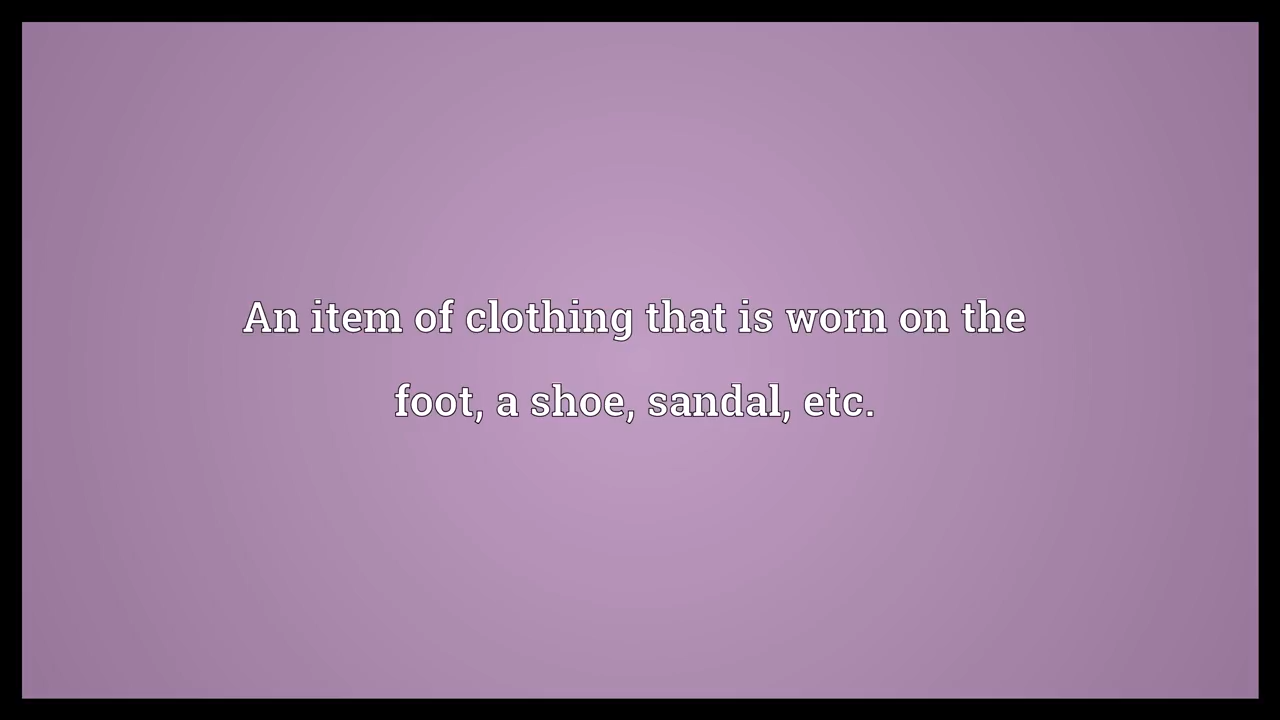 An item of clothing that is worn on the
foot, a shoe, sandal, etc.